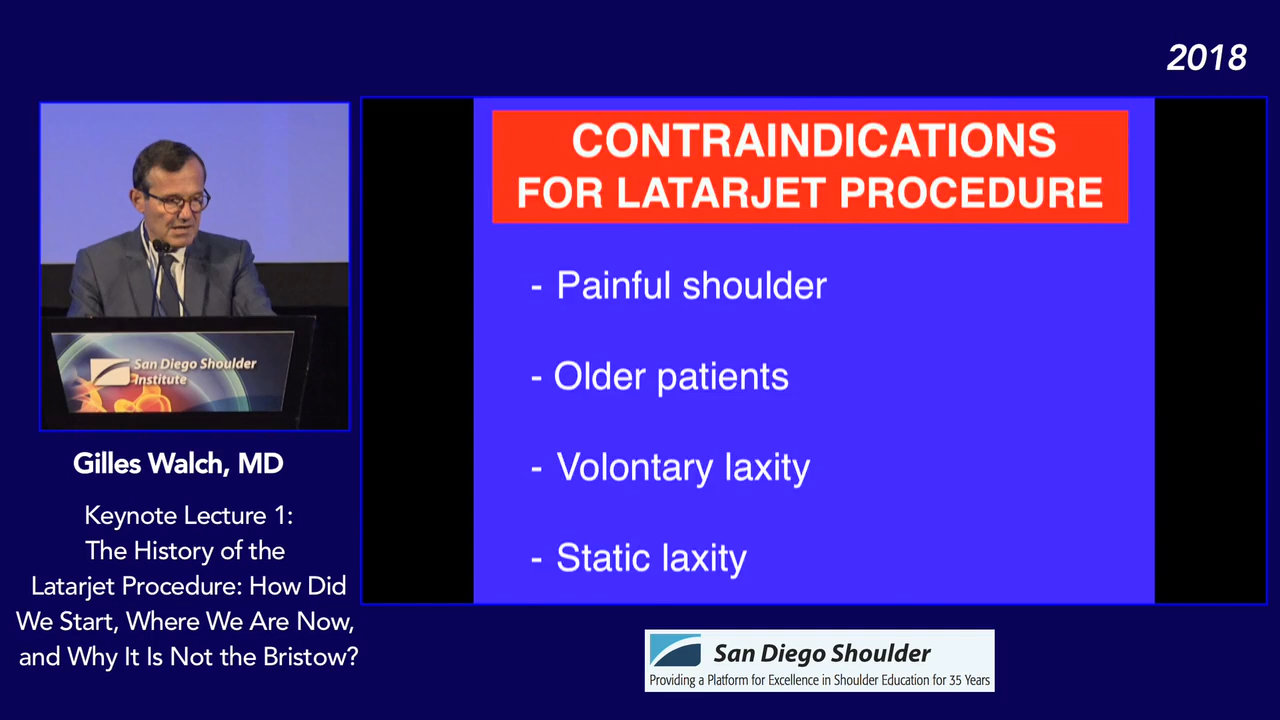 2018
CONTRAINDICATIONS
FOR LATARJET PROCEDURE
- Painful shoulder
- Older patients
- Volontary laxity
- Static laxity
San Diego Shoulder
Institute
Gilles Walch, MD
Keynote Lecture 1:
The History of the
Latarjet Procedure: How Did
We Start, Where We Are Now,
and Why It Is Not the Bristow?
San Diego Shoulder
Providing a Platform for Excellence in Shoulder Education for 35 Years